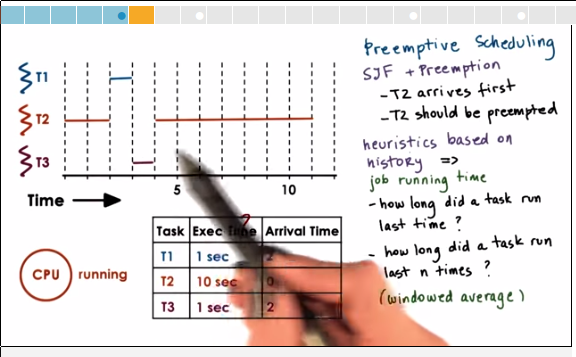 Preemptive Scheduling
SJF + Preemption
- T2 arrives first
- T2 should be preempted
heuristics based on
history =>
job running time
- how long did a task run
last time?
- how long did a task run
last n times?
(windowed average)
T1
T2
T3
5
10
Time
CPU
running
?
Task Exec Time Arrival Time
T1 1 sec 2
T2 10 sec 0
T3 1 sec 2